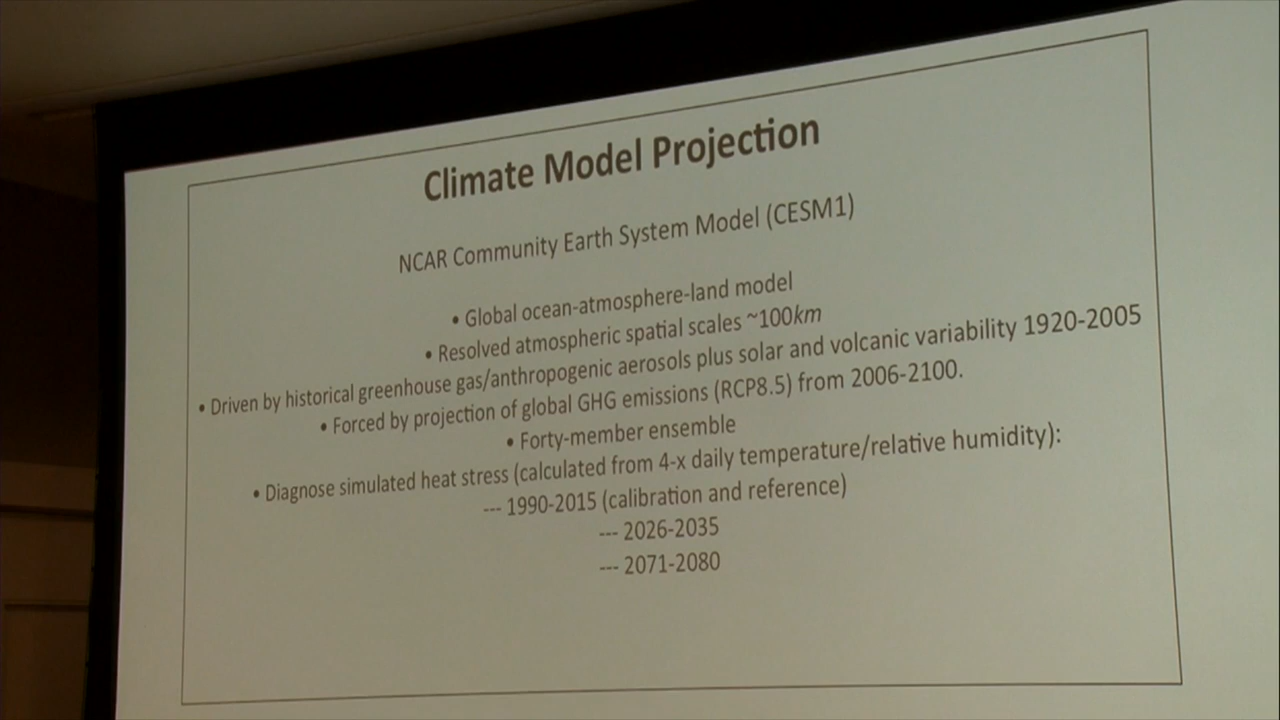 Climate Model Projection
NCAR Community Earth System Model (CESM1)
• Global ocean-atmosphere-land model
• Resolved atmospheric spatial scales ~100km
• Driven by historical greenhouse gas/anthropogenic aerosols plus solar and volcanic variability 1920-2005
• Forced by projection of global GHG emissions (RCP8.5) from 2006-2100.
• Forty-member ensemble
• Diagnose simulated heat stress (calculated from 4-x daily temperature/relative humidity):
--- 1990-2015 (calibration and reference)
--- 2026-2035
--- 2071-2080